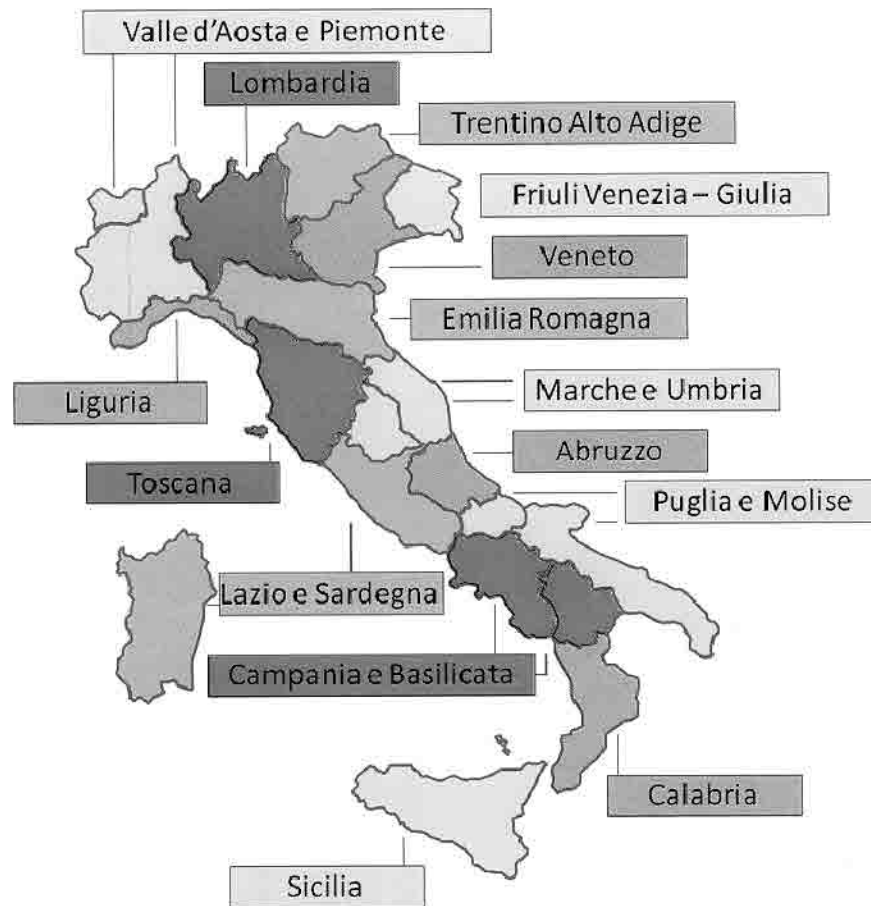 Valle d'Aosta e Piemonte
Lombardia
Trentino Alto Adige
Friuli Venezia – Giulia
Veneto
Emilia Romagna
Marche e Umbria
Liguria
Abruzzo
Toscana
Puglia e Molise
Lazio e Sardegna
Campania e Basilicata
Calabria
Sicilia